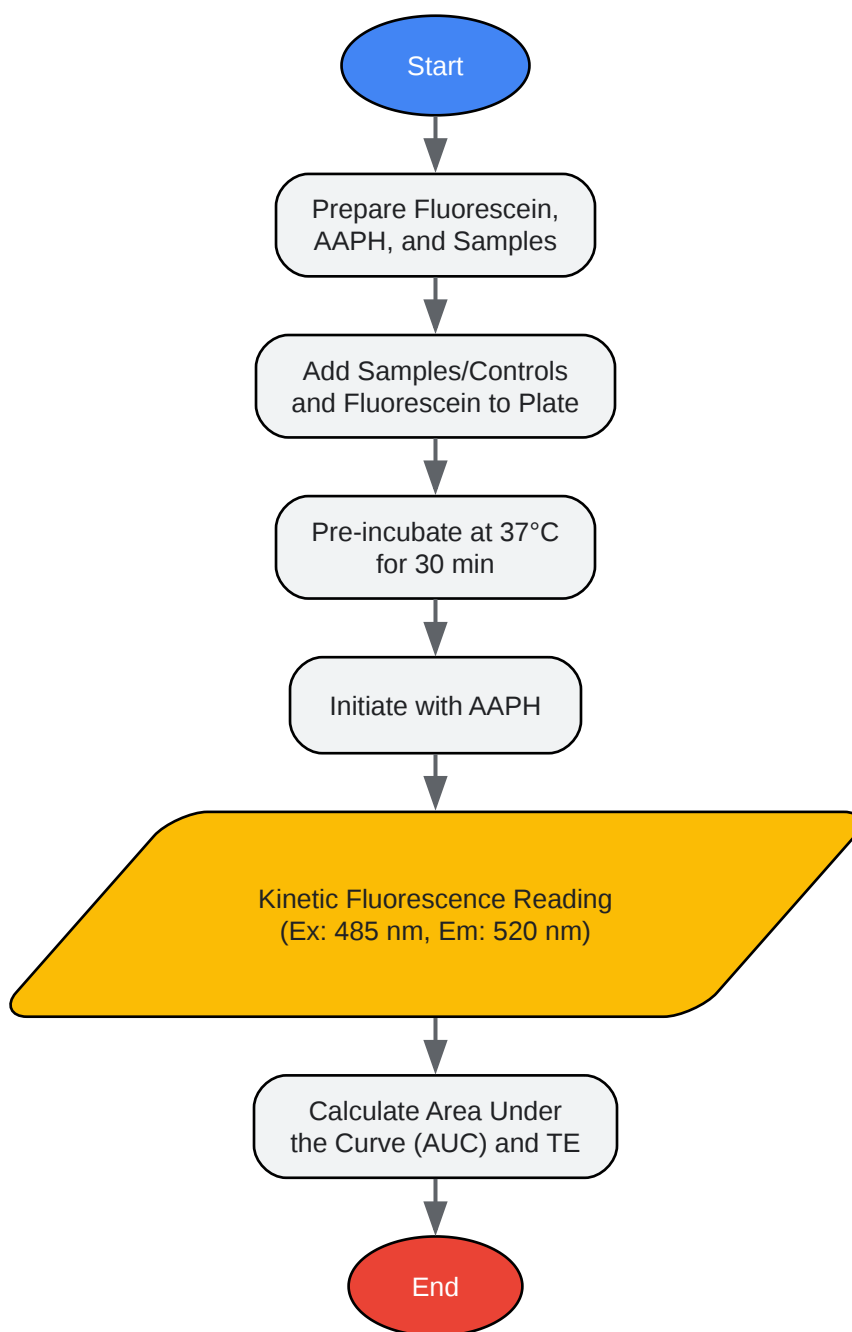 Start
Prepare Fluorescein,
AAPH, and Samples
Add Samples/Controls
and Fluorescein to Plate
Pre-incubate at 37°C
for 30 min
Initiate with AAPH
Kinetic Fluorescence Reading
(Ex: 485 nm, Em: 520 nm)
Calculate Area Under
the Curve (AUC) and TE
End